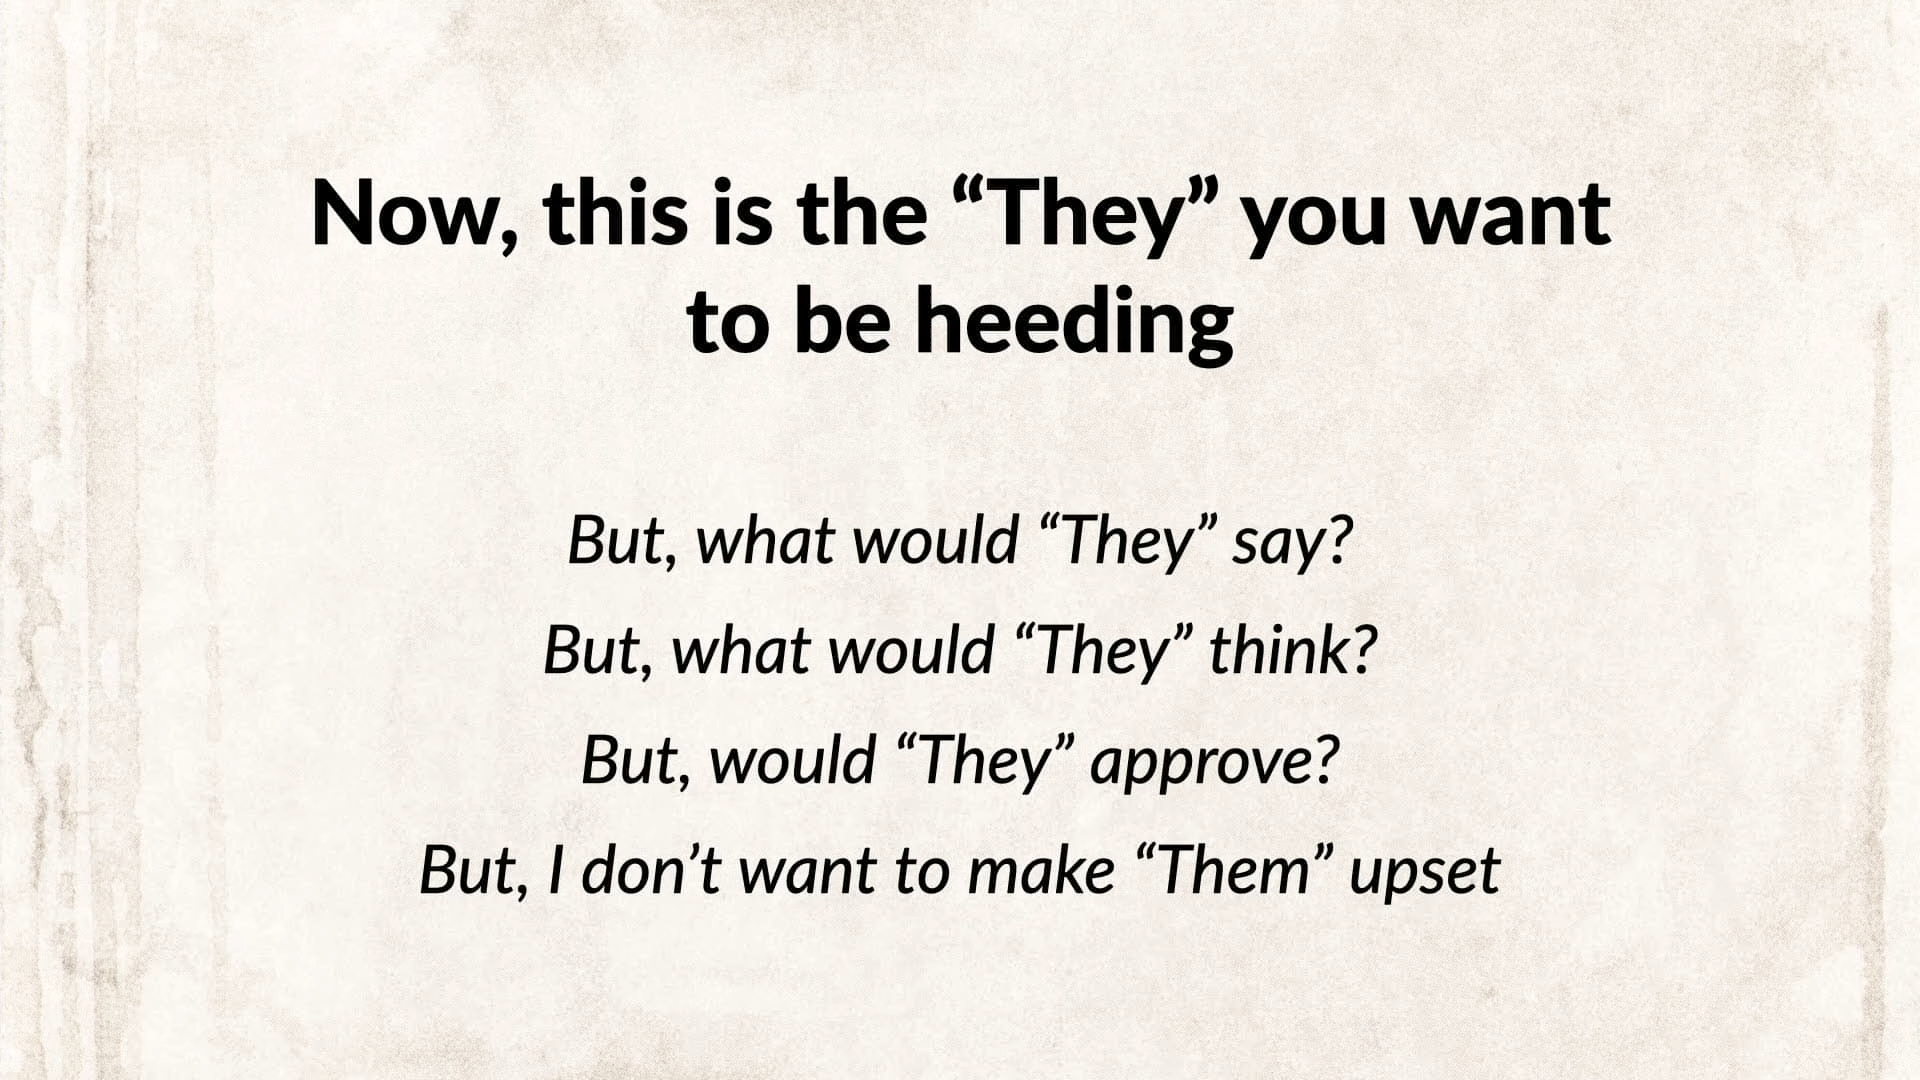 Now, this is the “They” you want
to be heeding
But, what would “They” say?
But, what would “They” think?
But, would “They” approve?
But, I don’t want to make “Them” upset